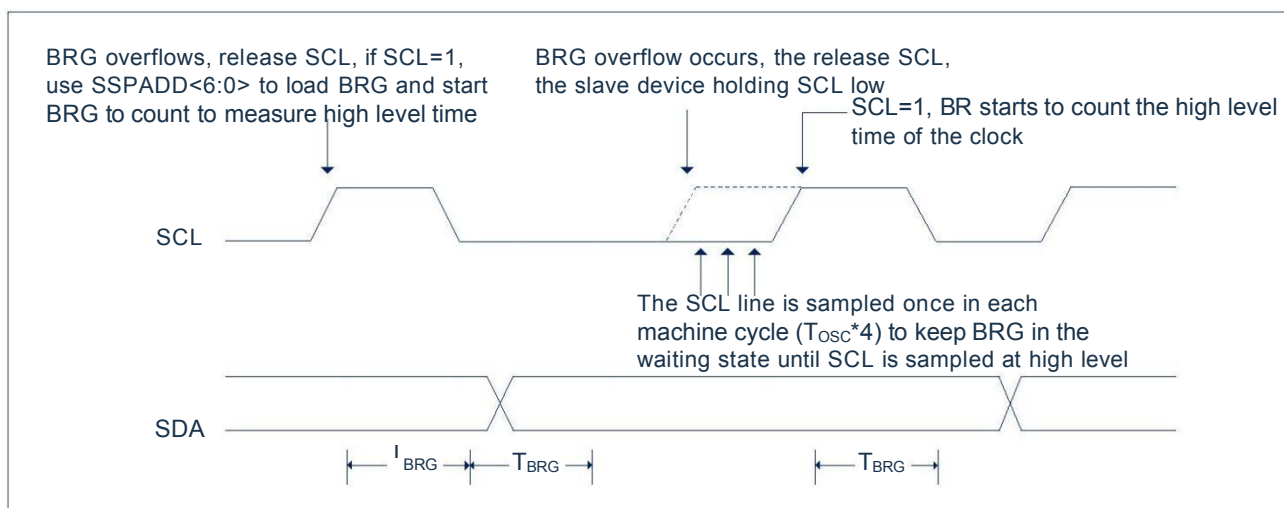 BRG overflows, release SCL, if SCL=1,
use SSPADD<6:0> to load BRG and start
BRG to count to measure high level time
BRG overflow occurs, the release SCL,
the slave device holding SCL low
SCL=1, BR starts to count the high level
time of the clock
SCL
The SCL line is sampled once in each
machine cycle (TOSC*4) to keep BRG in the
waiting state until SCL is sampled at high level
SDA
BRG
TBRG
TBRG